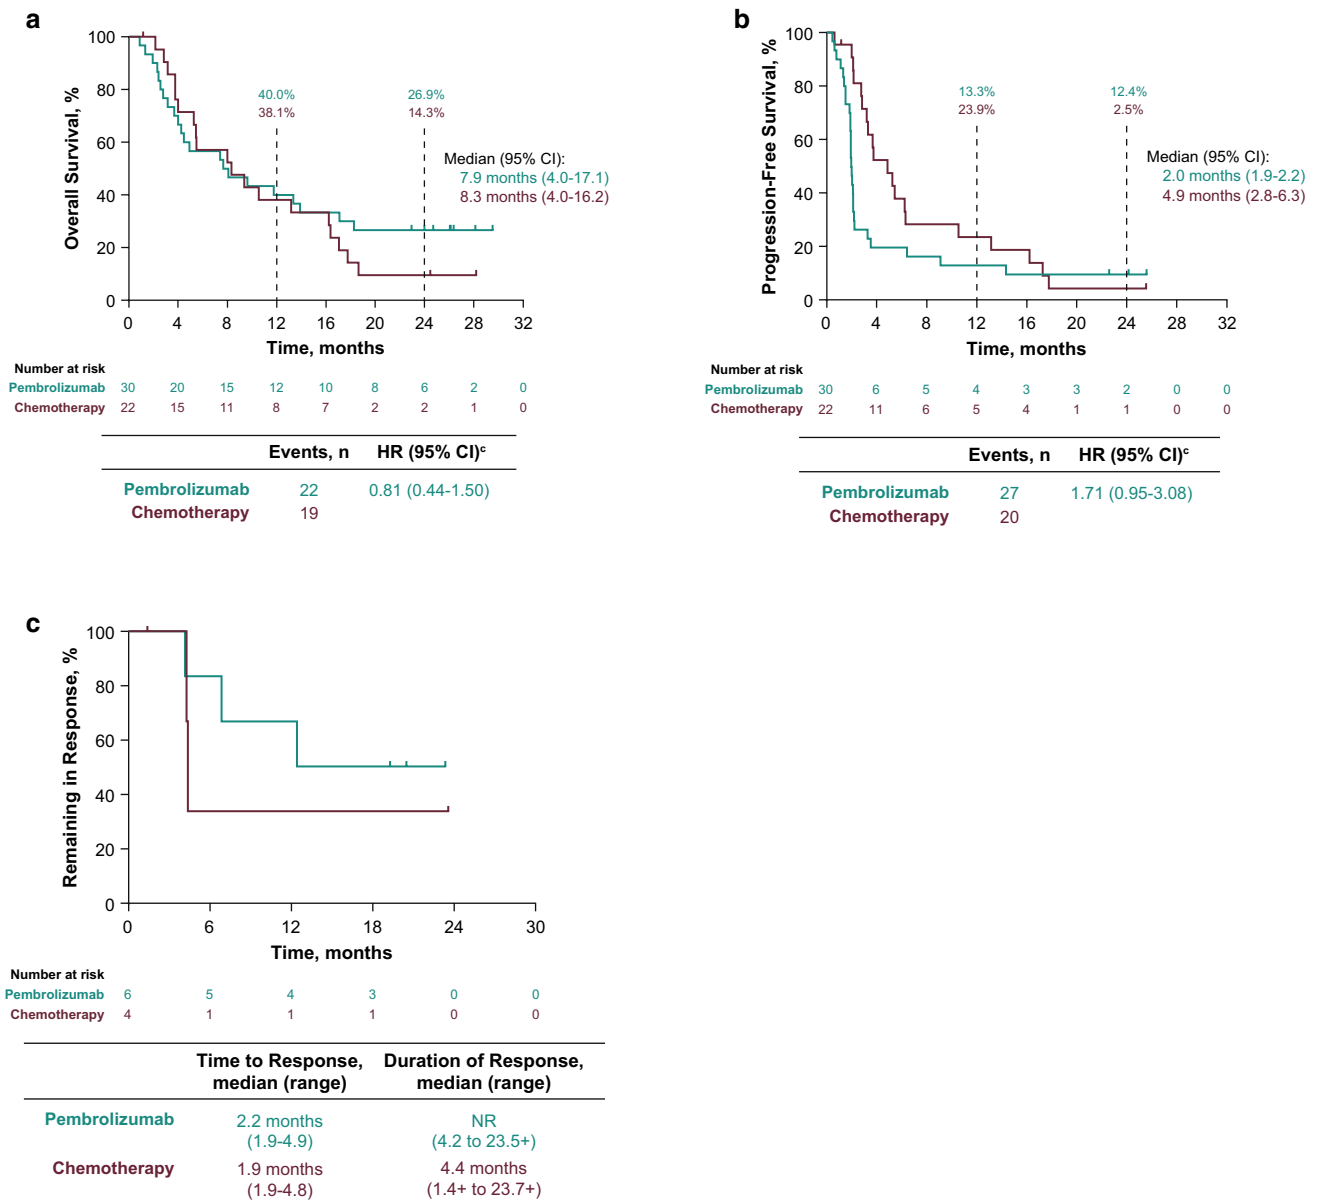 a
Overall Survival, %
100
80
60
40
20
0
40.0%
38.1%
26.9%
14.3%
Median (95% CI):
7.9 months (4.0-17.1)
8.3 months (4.0-16.2)
0 4 8 12 16 20 24 28 32
Time, months
Number at risk
Pembrolizumab 30 20 15 12 10 8 6 2 0
Chemotherapy 22 15 11 8 7 2 2 1 0
Events, n HR (95% CI)c
Pembrolizumab 22 0.81 (0.44-1.50)
Chemotherapy 19
b
Progression-Free Survival, %
100
80
60
40
20
0
13.3%
23.9%
12.4%
2.5%
Median (95% CI):
2.0 months (1.9-2.2)
4.9 months (2.8-6.3)
0 4 8 12 16 20 24 28 32
Time, months
Number at risk
Pembrolizumab 30 6 5 4 3 3 2 0 0
Chemotherapy 22 11 6 5 4 1 1 0 0
Events, n HR (95% CI)c
Pembrolizumab 27 1.71 (0.95-3.08)
Chemotherapy 20
c
Remaining in Response, %
100
80
60
40
20
0
0 6 12 18 24 30
Time, months
Number at risk
Pembrolizumab 6 5 4 3 0 0
Chemotherapy 4 1 1 1 0 0
Time to Response, Duration of Response,
median (range) median (range)
Pembrolizumab 2.2 months NR
(1.9-4.9) (4.2 to 23.5+)
Chemotherapy 1.9 months 4.4 months
(1.9-4.8) (1.4+ to 23.7+)